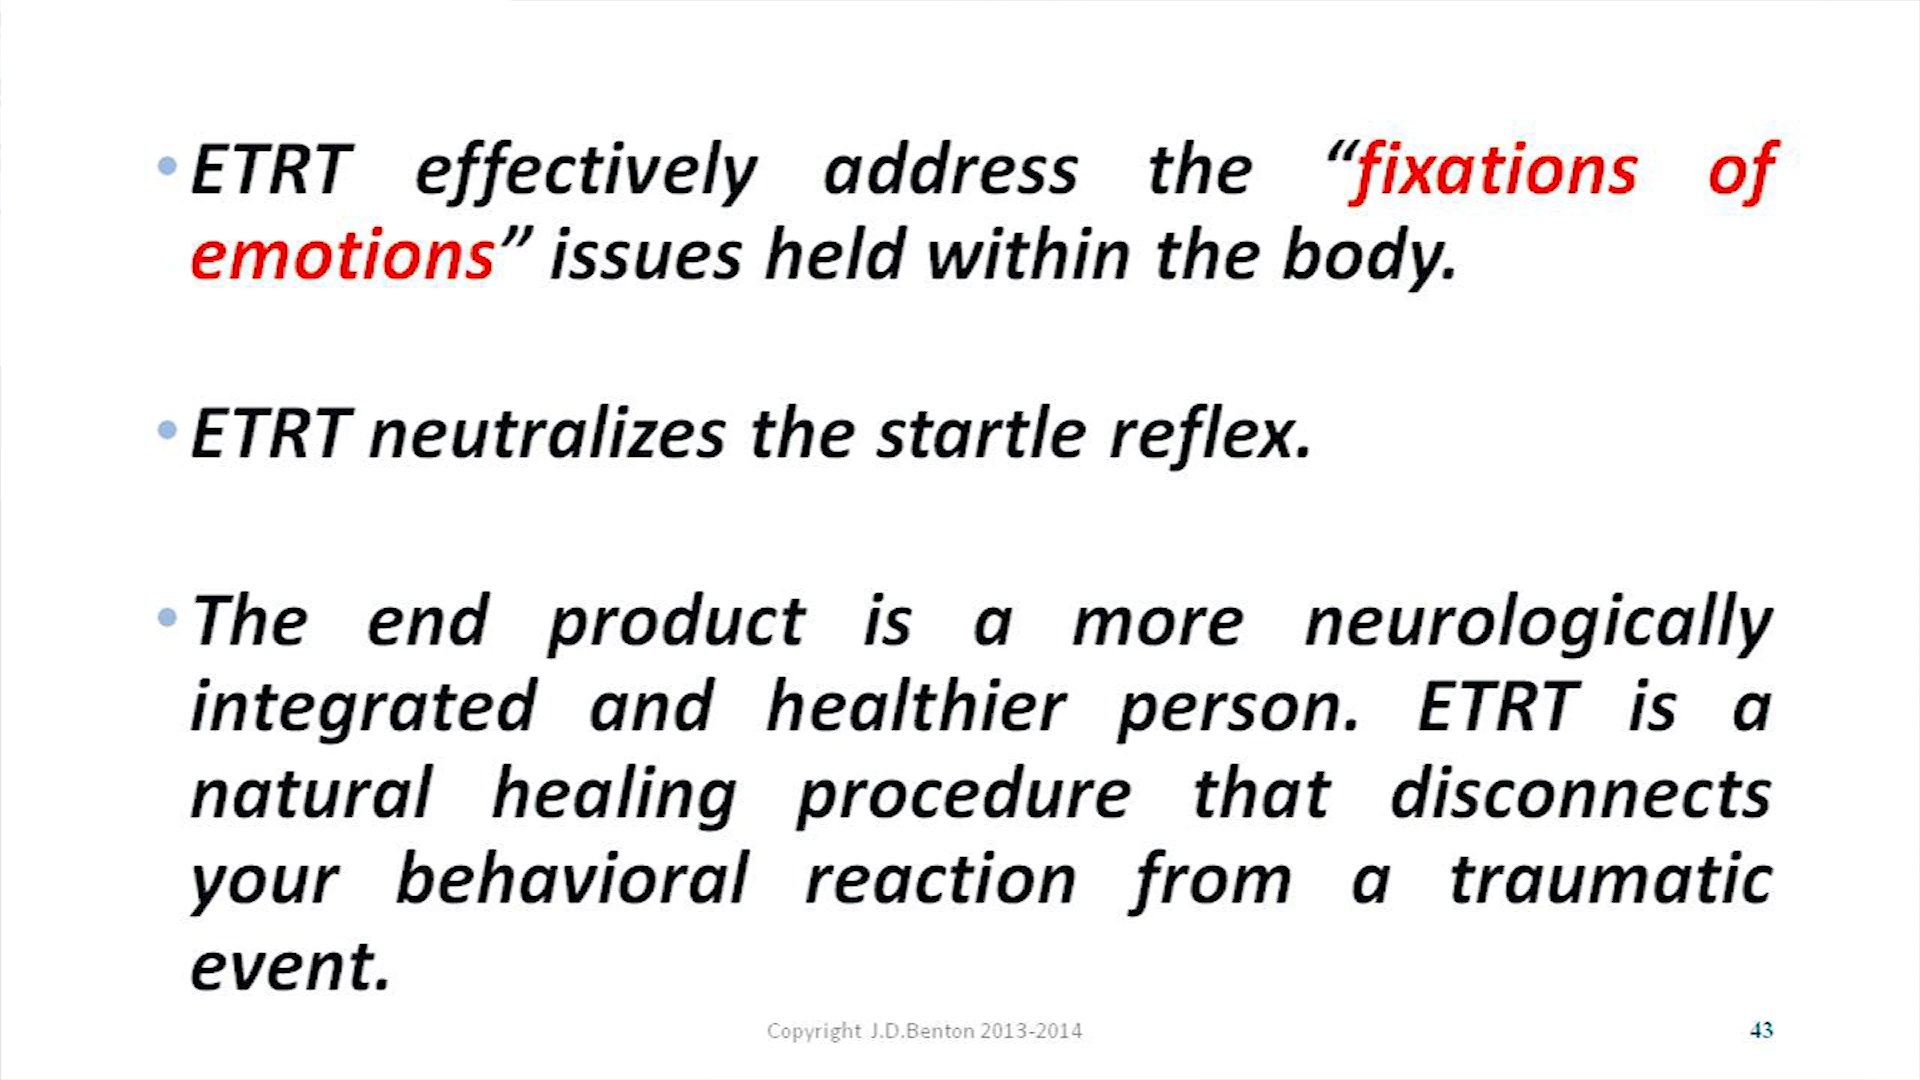 • ETRT effectively address the “fixations of
emotions” issues held within the body.
• ETRT neutralizes the startle reflex.
• The end product is a more neurologically
integrated and healthier person. ETRT is a
natural healing procedure that disconnects
your behavioral reaction from a traumatic
event.
Copyright J.D.Benton 2013-2014
43